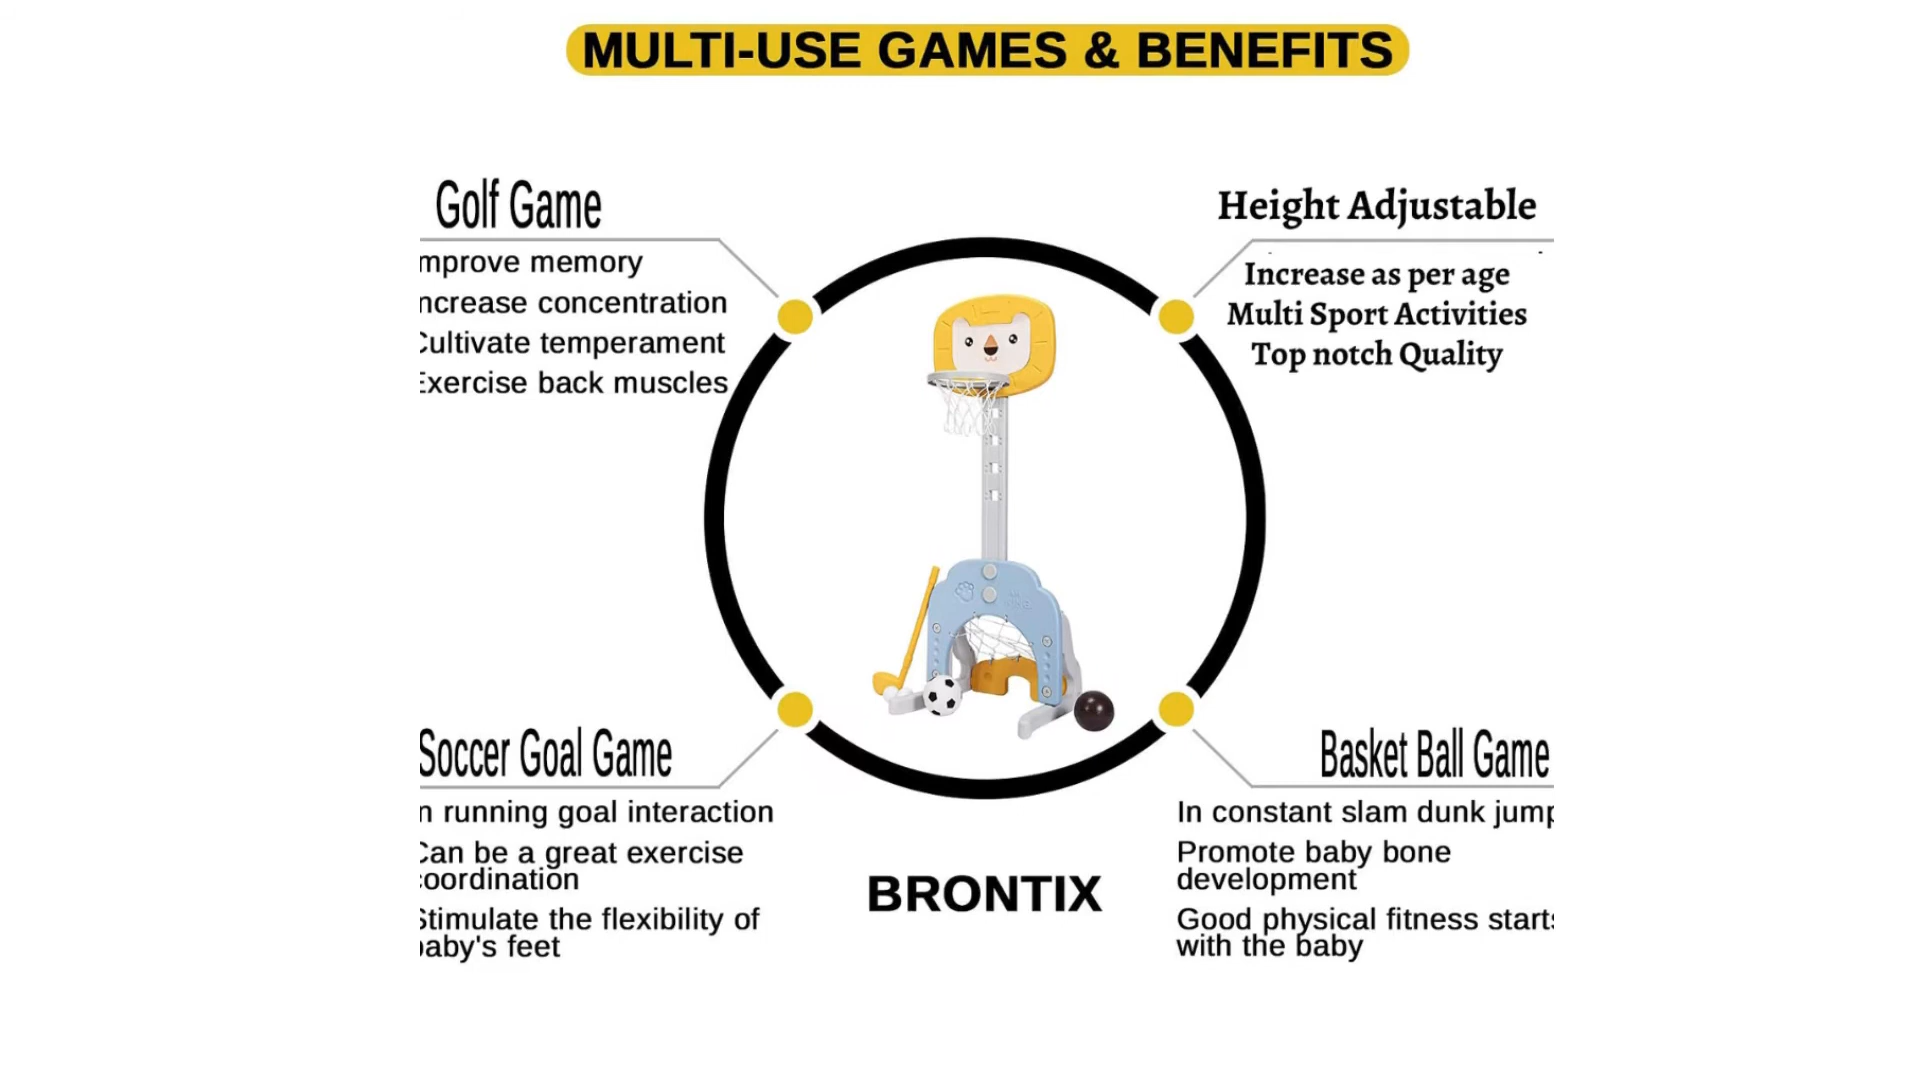 MULTI-USE GAMES & BENEFITS
Golf Game
mprove memory
ncrease concentration
Cultivate temperament
Exercise back muscles
Height Adjustable
Increase as per age
Multi Sport Activities
Top notch Quality
Soccer Goal Game
n running goal interaction
Can be a great exercise
coordination
Stimulate the flexibility of
baby's feet
Basket Ball Game
In constant slam dunk jump
Promote baby bone
development
Good physical fitness starts
with the baby
BRONTIX